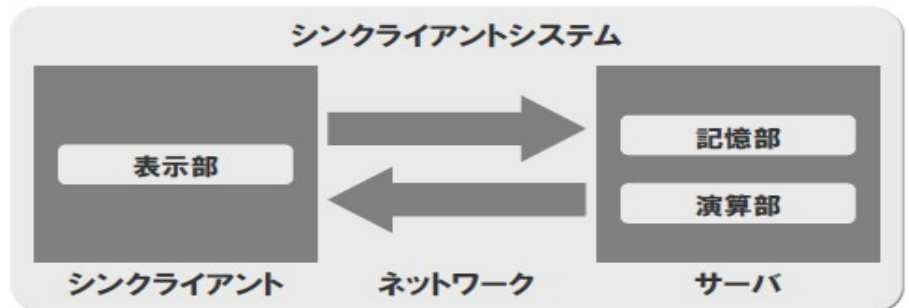 シンクライアントシステム
表示部
記憶部
演算部
シンクライアント
ネットワーク
サーバ